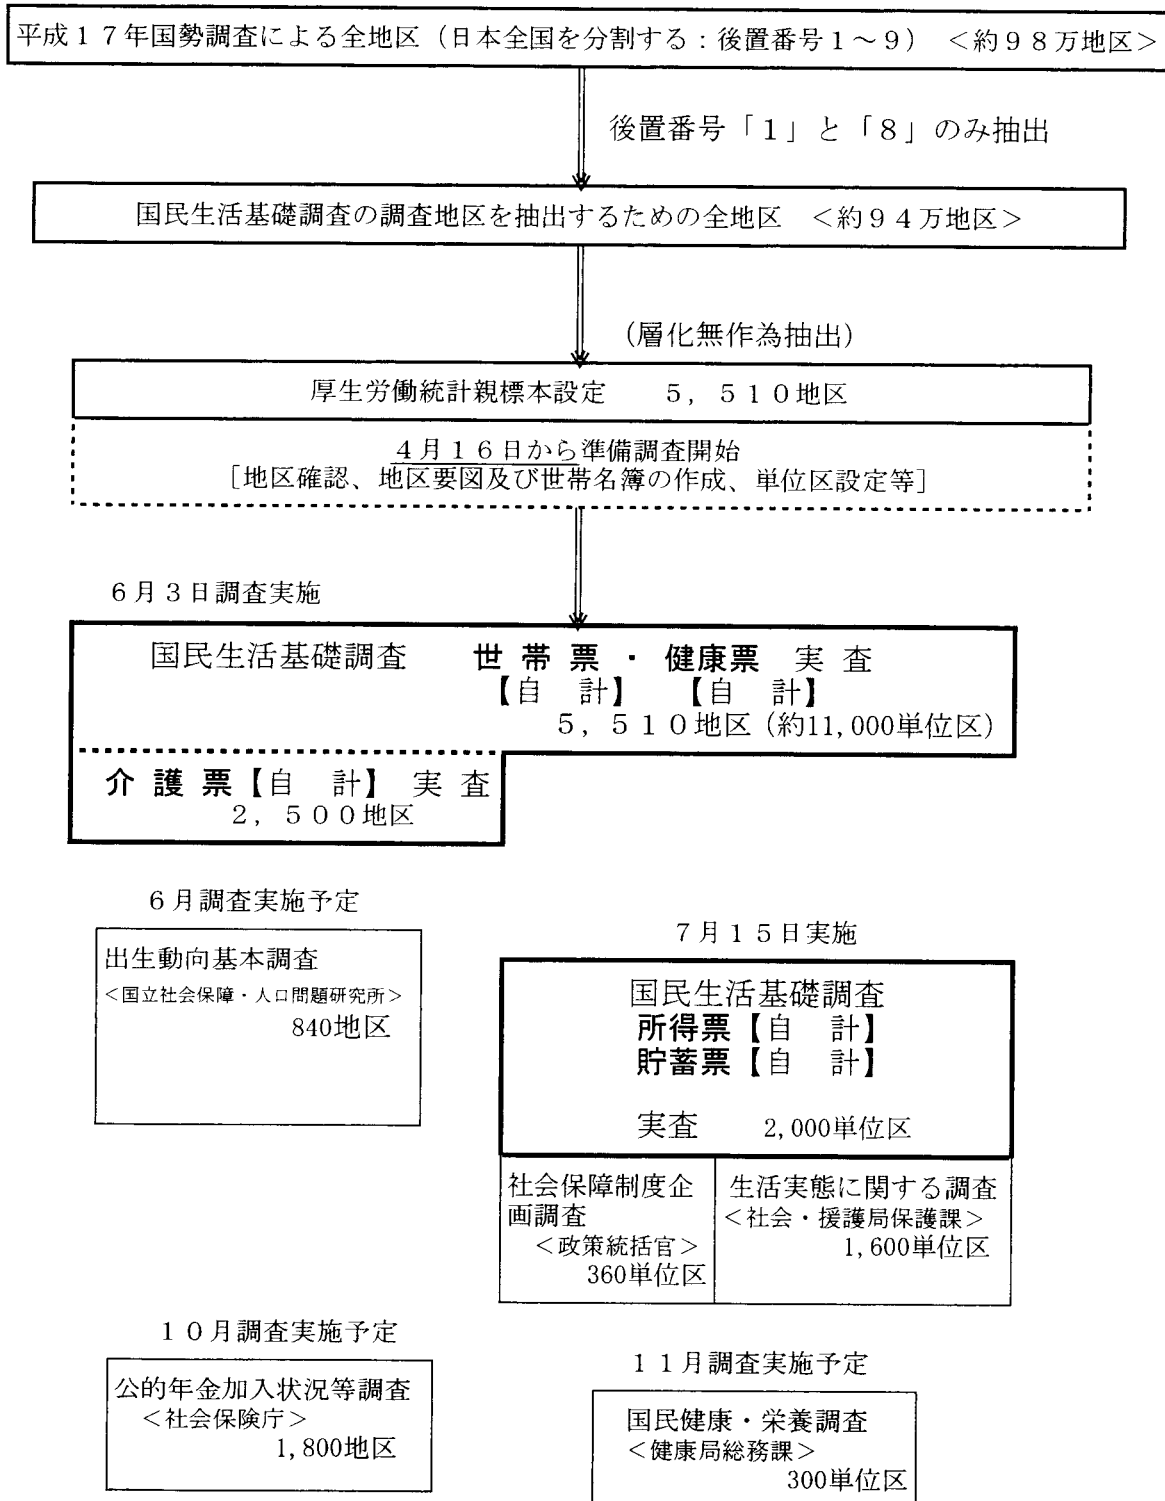 平成１７年国勢調査による全地区（日本全国を分割する：後置番号１～９） ＜約９８万地区＞
後置番号「１」と「８」のみ抽出
国民生活基礎調査の調査地区を抽出するための全地区 ＜約９４万地区＞
(層化無作為抽出)
厚生労働統計親標本設定 ５，５１０地区
４月１６日から準備調査開始
[地区確認、地区要図及び世帯名簿の作成、単位区設定等]
６月３日調査実施
国民生活基礎調査 世帯票・健康票 実査
【自 計】 【自 計】
５，５１０地区（約11,000単位区）
介護票【自 計】 実査
２，５００地区
６月調査実施予定
出生動向基本調査
＜国立社会保障・人口問題研究所＞
840地区
７月１５日実施
国民生活基礎調査
所得票【自 計】
貯蓄票【自 計】
実査 2,000単位区
社会保障制度企
画調査
＜政策統括官＞
360単位区
生活実態に関する調査
＜社会・援護局保護課＞
1,600単位区
１０月調査実施予定
公的年金加入状況等調査
＜社会保険庁＞
1,800地区
１１月調査実施予定
国民健康・栄養調査
＜健康局総務課＞
300単位区